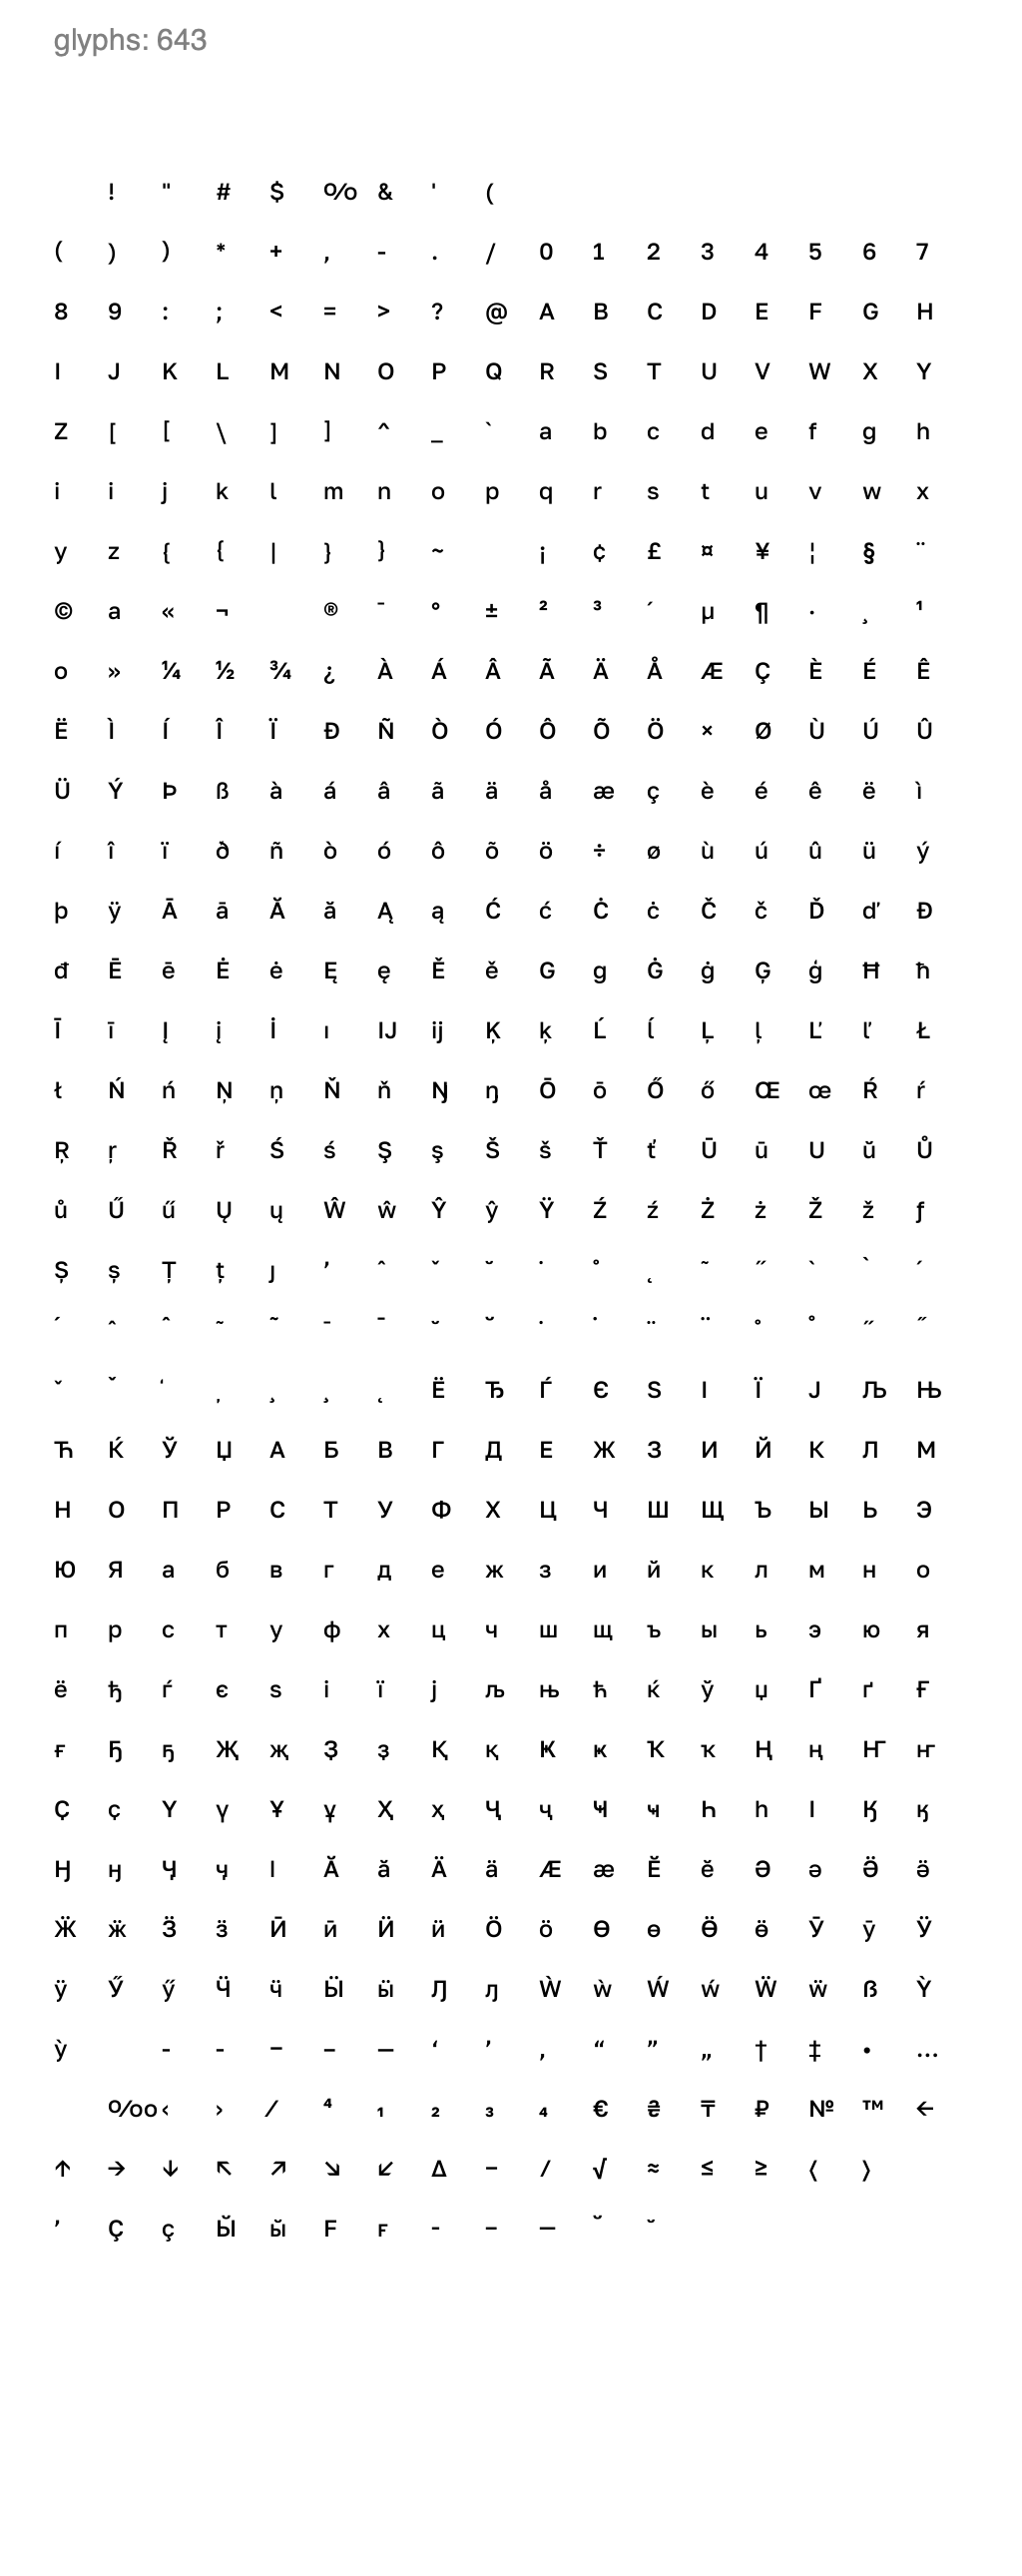 glyphs: 643
! " # $ % & ' (
( ) ) * + , - . / 0 1 2 3 4 5 6 7
8 9 : ; < = > ? @ A B C D E F G H
I J K L M N O P Q R S T U V W X Y
Z [ [ \ ] ] ^ _ ` a b c d e f g h
i i j k l m n o p q r s t u v w x
y z { { | } } ~ ¡ ¢ £ ¤ ¥ ¦ § ¨
© a « ¬ ® ¯ ° ± ² ³ ´ µ ¶ · ¸ ¹
o » ¼ ½ ¾ ¿ À Á Â Ã Ä Å Æ Ç È É Ê
Ë Ì Í Î Ï Ð Ñ Ò Ó Ô Õ Ö × Ø Ù Ú Û
Ü Ý Þ ß à á â ã ä å æ ç è é ê ë ì
í î ï ð ñ ò ó ô õ ö ÷ ø ù ú û ü ý
þ ÿ Ā ā Ă ă Ą ą Ć ć Ċ ċ Č č Ď ď Đ
đ Ē ē Ė ė Ę ę Ě ě G g Ġ ġ Ģ ģ Ħ ħ
Ī ī Į į İ ı Ĳ ĳ Ķ ķ Ĺ ĺ Ļ ļ Ľ ľ Ł
ł Ń ń Ņ ņ Ň ň Ŋ ŋ Ō ō Ő ő Œ œ Ŕ ŕ
Ŗ ŗ Ř ř Ś ś Ş ş Š š Ť ť Ū ū U ŭ Ů
ů Ű ű Ų ų Ŵ ŵ Ŷ ŷ Ÿ Ź ź Ż ż Ž ž ƒ
Ș ș Ț ț ȷ ʼ ˆ ˇ ˘ ˙ ˚ ˛ ˜ ˝ ` ` ´
´ ˆ ˆ ˜ ˜ ¯ ¯ ˘ ˘ ˙ ˙ ¨ ¨ ˚ ˚ ˝ ˝
ˇ ˇ ʻ , ¸ ¸ ˛ Ё Ђ Ѓ Є Ѕ І Ї Ј Љ Њ
Ћ Ќ Ў Џ А Б В Г Д Е Ж З И Й К Л М
Н О П Р С Т У Ф Х Ц Ч Ш Щ Ъ Ы Ь Э
Ю Я а б в г д е ж з и й к л м н о
п р с т у ф х ц ч ш щ ъ ы ь э ю я
ё ђ ѓ є ѕ і ї ј љ њ ћ ќ ў џ Ґ ґ Ғ
ғ Ҕ ҕ Җ җ Ҙ ҙ Қ қ Ҝ ҝ Ҡ ҡ Ң ң Ҥ ҥ
Ҫ ҫ Ү ү Ұ ұ Ҳ ҳ Ҷ ҷ Ҹ ҹ Һ һ Ӏ Ӄ ӄ
Ӈ ӈ Ӌ ӌ ӏ Ӑ ӑ Ӓ ӓ Ӕ ӕ Ӗ ӗ Ә ә Ӛ ӛ
Ӝ ӝ Ӟ ӟ Ӣ ӣ Ӥ ӥ Ӧ ӧ Ө ө Ӫ ӫ Ӯ ӯ Ӱ
ӱ Ӳ ӳ Ӵ ӵ Ӹ ӹ Ԓ ԓ Ẁ ẁ Ẃ ẃ Ẅ ẅ ẞ Ỳ
ỳ ‐ ‑ ‒ – — ‘ ’ ‚ “ ” „ † ‡ • …
‰ ‹ › ⁄ ⁴ ₁ ₂ ₃ ₄ € ₴ ₸ ₽ № ™ ←
↑ → ↓ ↖ ↗ ↘ ↙ ∆ − ∕ √ ≈ ≤ ≥ ⟨ ⟩
’ Ç ç Ы̆ ы̆ F ғ - – — ˘ ˘